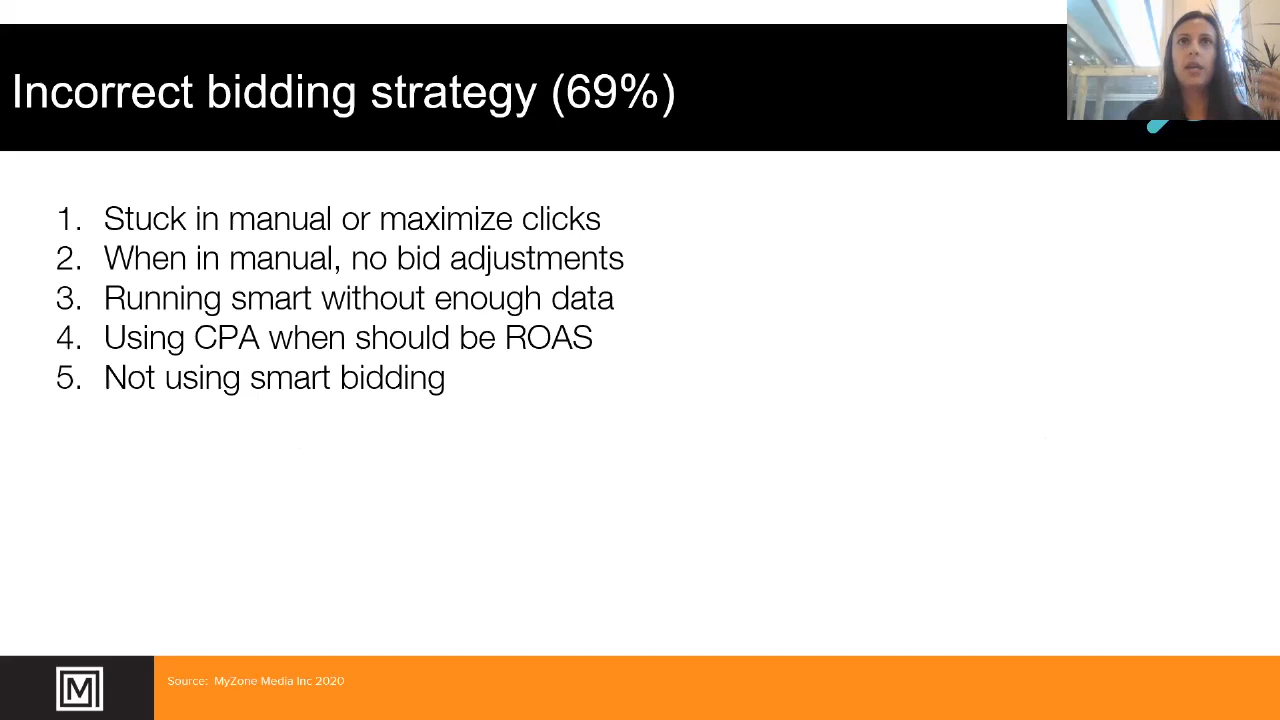 Incorrect bidding strategy (69%)
1. Stuck in manual or maximize clicks
2. When in manual, no bid adjustments
3. Running smart without enough data
4. Using CPA when should be ROAS
5. Not using smart bidding
M
Source: MyZone Media Inc 2020